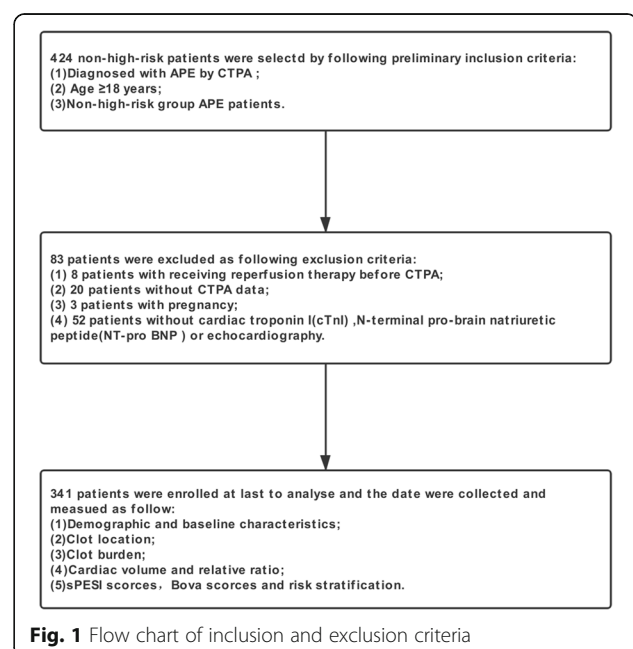 424 non-high-risk patients were selectd by following preliminary inclusion criteria:
(1)Diagnosed with APE by CTPA ;
(2) Age ≥18 years;
(3)Non-high-risk group APE patients.
83 patients were excluded as following exclusion criteria:
(1) 8 patients with receiving reperfusion therapy before CTPA;
(2) 20 patients without CTPA data;
(3) 3 patients with pregnancy;
(4) 52 patients without cardiac troponin I(cTnI) ,N-terminal pro-brain natriuretic
peptide(NT-pro BNP ) or echocardiography.
341 patients were enrolled at last to analyse and the date were collected and
measued as follow:
(1)Demographic and baseline characteristics;
(2)Clot location;
(3)Clot burden;
(4)Cardiac volume and relative ratio;
(5)sPESI scorces，Bova scorces and risk stratification.
Fig. 1 Flow chart of inclusion and exclusion criteria